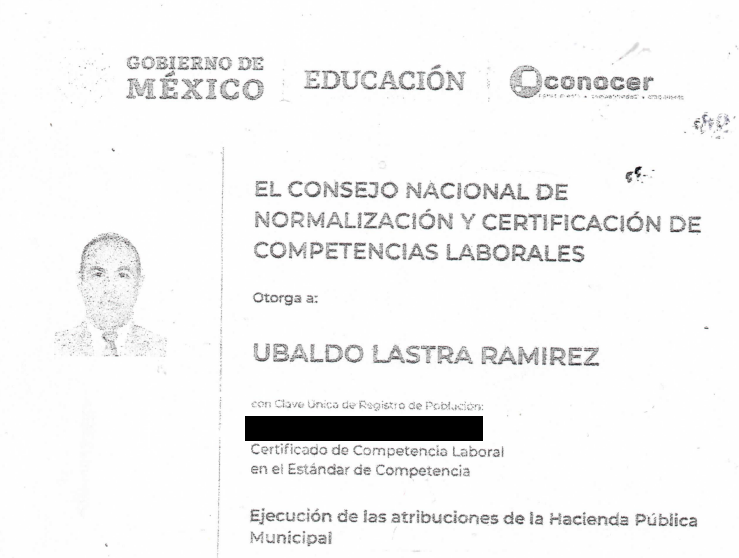 GOBIERNO DE
MÉXICO
EDUCACIÓN
conocer
EL CONSEJO NACIONAL DE
NORMALIZACIÓN Y CERTIFICACIÓN DE
COMPETENCIAS LABORALES
Otorga a:
UBALDO LASTRA RAMIREZ
con Clave Única de Registro de Población:
Certificado de Competencia Laboral
en el Estándar de Competencia
Ejecución de las atribuciones de la Hacienda Pública
Municipal